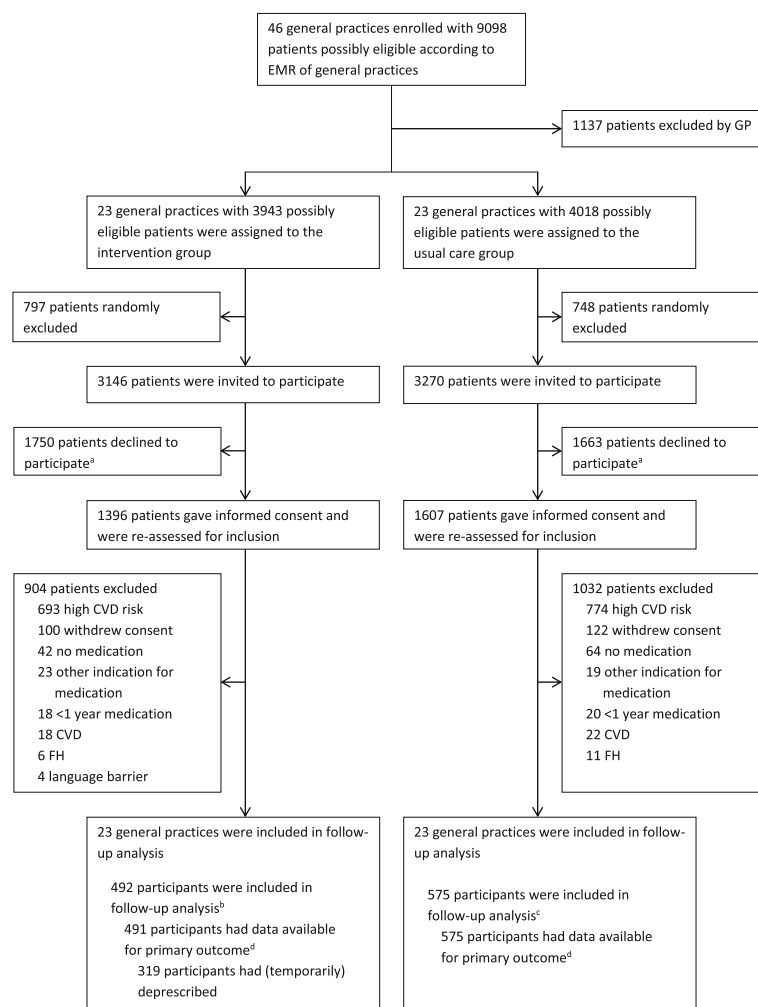 46 general practices enrolled with 9098
patients possibly eligible according to
EMR of general practices
1137 patients excluded by GP
23 general practices with 3943 possibly
eligible patients were assigned to the
intervention group
23 general practices with 4018 possibly
eligible patients were assigned to the
usual care group
797 patients randomly
excluded
748 patients randomly
excluded
3146 patients were invited to participate
3270 patients were invited to participate
1750 patients declined to
participateᵃ
1663 patients declined to
participateᵃ
1396 patients gave informed consent and
were re-assessed for inclusion
1607 patients gave informed consent and
were re-assessed for inclusion
904 patients excluded
693 high CVD risk
100 withdrew consent
42 no medication
23 other indication for
medication
18 <1 year medication
18 CVD
6 FH
4 language barrier
1032 patients excluded
774 high CVD risk
122 withdrew consent
64 no medication
19 other indication for
medication
20 <1 year medication
22 CVD
11 FH
23 general practices were included in follow-
up analysis
492 participants were included in
follow-up analysisᵇ
491 participants had data available
for primary outcomeᵈ
319 participants had (temporarily)
deprescribed
23 general practices were included in follow-
up analysis
575 participants were included in
follow-up analysisᶜ
575 participants had data available
for primary outcomeᵈ